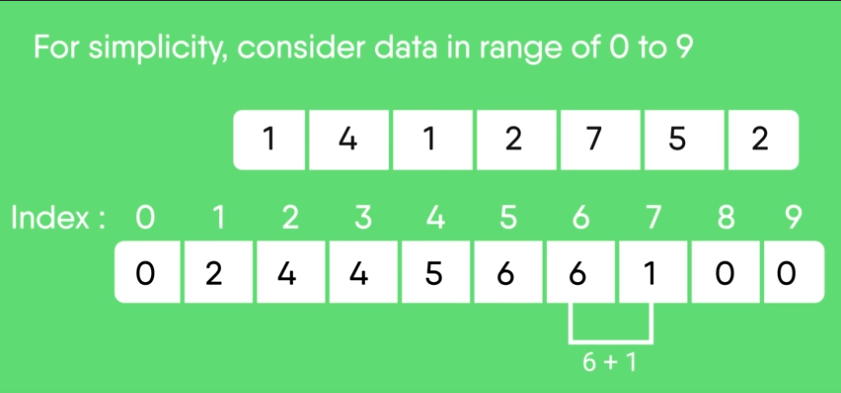 For simplicity, consider data in range of 0 to 9
1 4 1 2 7 5 2
Index : 0 1 2 3 4 5 6 7 8 9
0 2 4 4 5 6 6 1 0 0
6 + 1